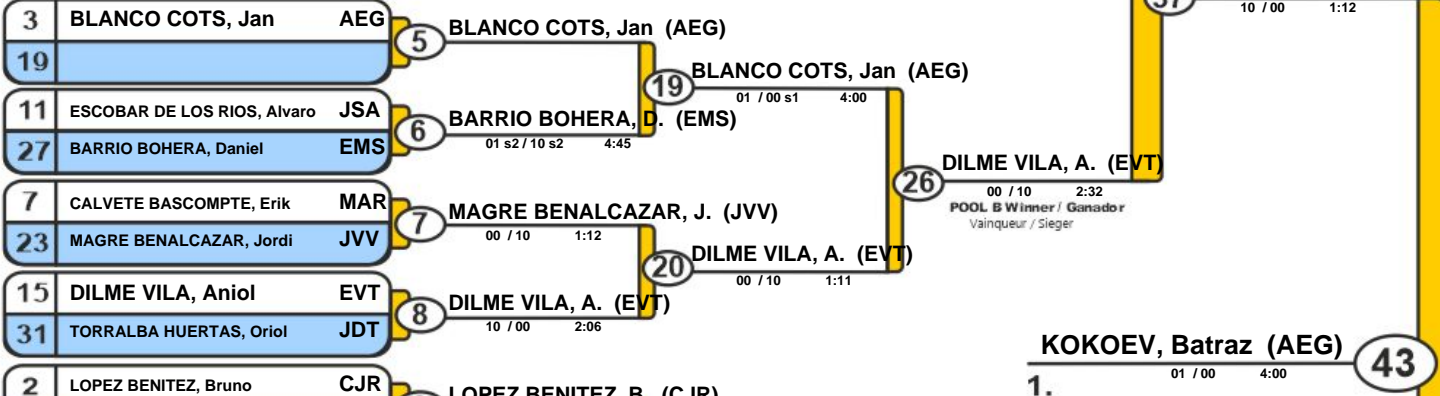 3 BLANCO COTS, Jan AEG
19
5
BLANCO COTS, Jan (AEG)
11 ESCOBAR DE LOS RIOS, Alvaro JSA
27 BARRIO BOHERA, Daniel EMS
6
BARRIO BOHERA, D. (EMS)
01 s2 / 10 s2 4:45
19
BLANCO COTS, Jan (AEG)
01 / 00 s1 4:00
7 CALVETE BASCOMPTE, Erik MAR
23 MAGRE BENALCAZAR, Jordi JVV
7
MAGRE BENALCAZAR, J. (JVV)
00 / 10 1:12
15 DILME VILA, Aniol EVT
31 TORRALBA HUERTAS, Oriol JDT
8
DILME VILA, A. (EVT)
10 / 00 2:06
20
DILME VILA, A. (EVT)
00 / 10 1:11
26
DILME VILA, A. (EVT)
00 / 10 2:32
POOL B Winner / Ganador
Vainqueur / Sieger
37
10 / 00 1:12
2 LOPEZ BENITEZ, Bruno CJR
LOPEZ BENITEZ, B. (CJR)
KOKOEV, Batraz (AEG)
01 / 00 4:00
43
1.